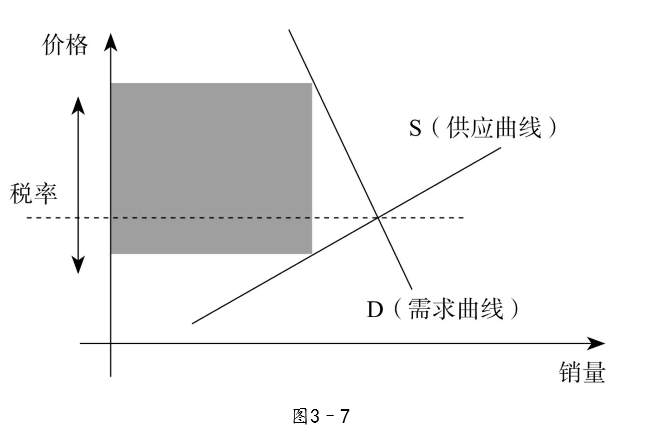 价格
S（供应曲线）
税率
D（需求曲线）
销量
图3－7